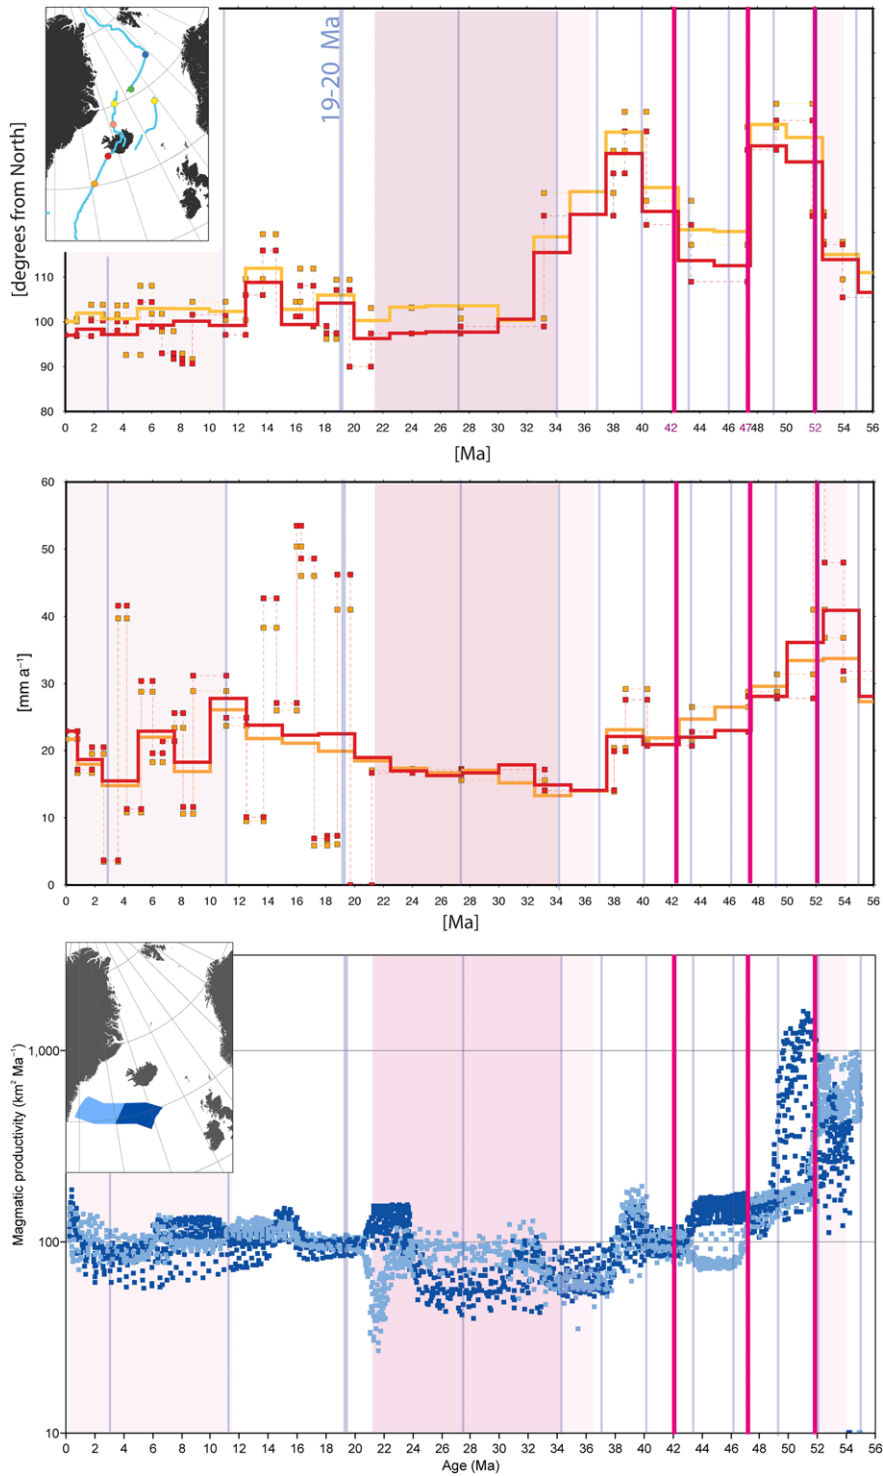 19-20 Ma
[degrees from North]
110
100
90
80
0 2 4 6 8 10 12 14 16 18 20 22 24 26 28 30 32 34 36 38 40 42 44 46 47 48 50 52 54 56
[Ma]
[mm a⁻¹]
60
50
40
30
20
10
0
0 2 4 6 8 10 12 14 16 18 20 22 24 26 28 30 32 34 36 38 40 42 44 46 48 50 52 54 56
[Ma]
Magmatic productivity (km² Ma⁻¹)
1,000
100
10
0 2 4 6 8 10 12 14 16 18 20 22 24 26 28 30 32 34 36 38 40 42 44 46 48 50 52 54 56
Age (Ma)